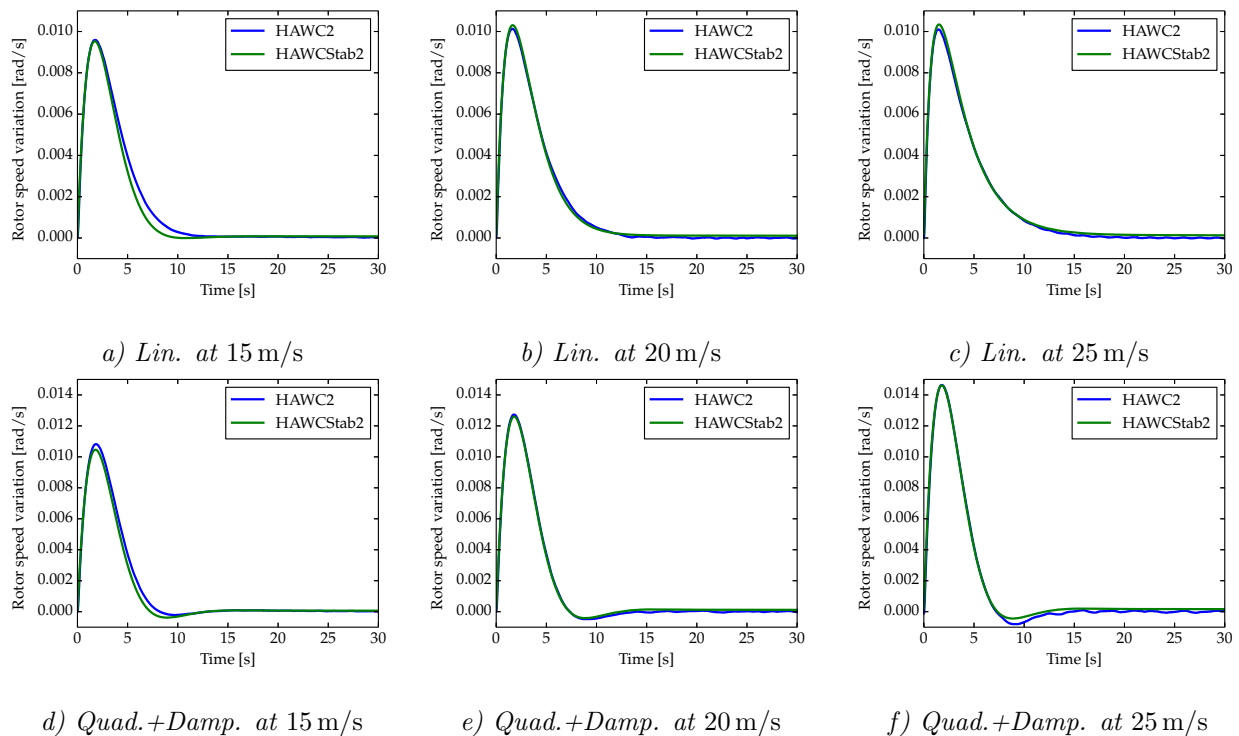 0.010
0.008
0.006
0.004
0.002
0.000
Rotor speed variation [rad/s]
HAWC2
HAWCStab2
0 5 10 15 20 25 30
Time [s]
a) Lin. at 15 m/s
0.010
0.008
0.006
0.004
0.002
0.000
Rotor speed variation [rad/s]
HAWC2
HAWCStab2
0 5 10 15 20 25 30
Time [s]
b) Lin. at 20 m/s
0.010
0.008
0.006
0.004
0.002
0.000
Rotor speed variation [rad/s]
HAWC2
HAWCStab2
0 5 10 15 20 25 30
Time [s]
c) Lin. at 25 m/s
0.014
0.012
0.010
0.008
0.006
0.004
0.002
0.000
Rotor speed variation [rad/s]
HAWC2
HAWCStab2
0 5 10 15 20 25 30
Time [s]
d) Quad.+Damp. at 15 m/s
0.014
0.012
0.010
0.008
0.006
0.004
0.002
0.000
Rotor speed variation [rad/s]
HAWC2
HAWCStab2
0 5 10 15 20 25 30
Time [s]
e) Quad.+Damp. at 20 m/s
0.014
0.012
0.010
0.008
0.006
0.004
0.002
0.000
Rotor speed variation [rad/s]
HAWC2
HAWCStab2
0 5 10 15 20 25 30
Time [s]
f) Quad.+Damp. at 25 m/s